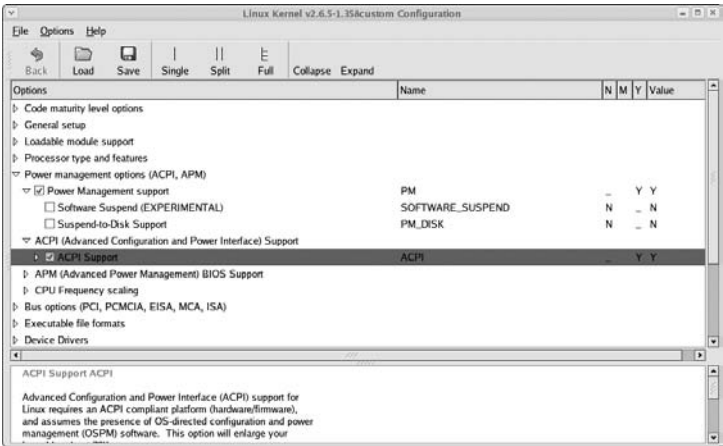 Linux Kernel v2.6.5-1.358custom Configuration
File Options Help
Back Load Save Single Split Full Collapse Expand
Options Name N M Y Value
Code maturity level options
General setup
Loadable module support
Processor type and features
Power management options (ACPI, APM)
Power Management support PM _ Y Y
Software Suspend (EXPERIMENTAL) SOFTWARE_SUSPEND N _ N
Suspend-to-Disk Support PM_DISK N _ N
ACPI (Advanced Configuration and Power Interface) Support
ACPI Support ACPI _ Y Y
APM (Advanced Power Management) BIOS Support
CPU Frequency scaling
Bus options (PCI, PCMCIA, EISA, MCA, ISA)
Executable file formats
Device Drivers
ACPI Support ACPI
Advanced Configuration and Power Interface (ACPI) support for
Linux requires an ACPI compliant platform (hardware/firmware),
and assumes the presence of OS-directed configuration and power
management (OSPM) software. This option will enlarge your